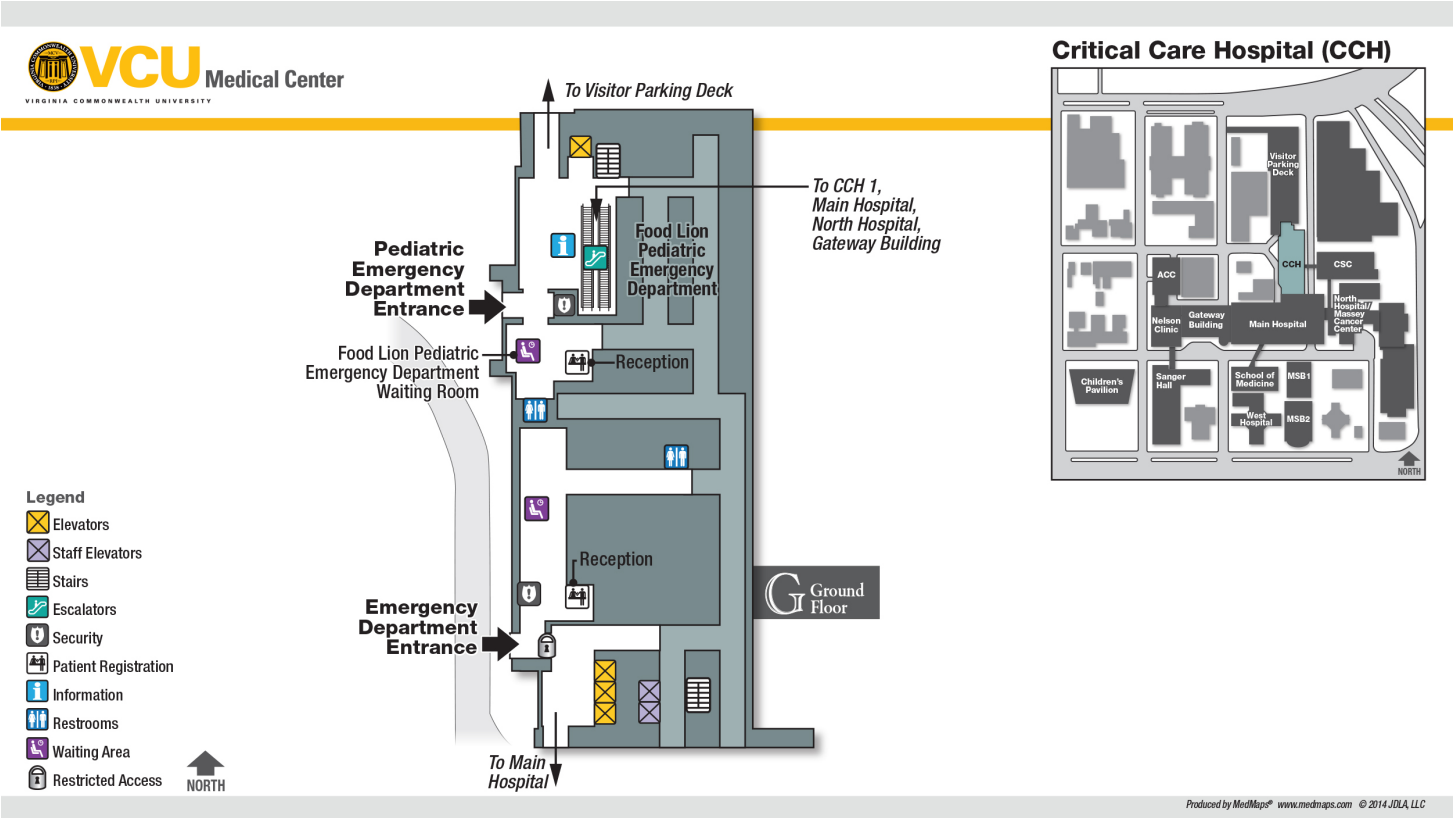 VCU Medical Center
VIRGINIA COMMONWEALTH UNIVERSITY
Critical Care Hospital (CCH)
To Visitor Parking Deck
To CCH 1,
Main Hospital,
North Hospital,
Gateway Building
Food Lion
Pediatric
Emergency
Department
Pediatric
Emergency
Department
Entrance
Food Lion Pediatric
Emergency Department
Waiting Room
Reception
Reception
Emergency
Department
Entrance
G Ground
Floor
To Main
Hospital
Legend
Elevators
Staff Elevators
Stairs
Escalators
Security
Patient Registration
Information
Restrooms
Waiting Area
Restricted Access
NORTH
Visitor
Parking
Deck
CCH
CSC
ACC
North
Hospital/
Massey
Cancer
Center
Nelson
Clinic
Gateway
Building
Main Hospital
Children's
Pavilion
Sanger
Hall
School of
Medicine
MSB1
West
Hospital
MSB2
NORTH
Produced by MedMaps® www.medmaps.com © 2014 JDLA, LLC